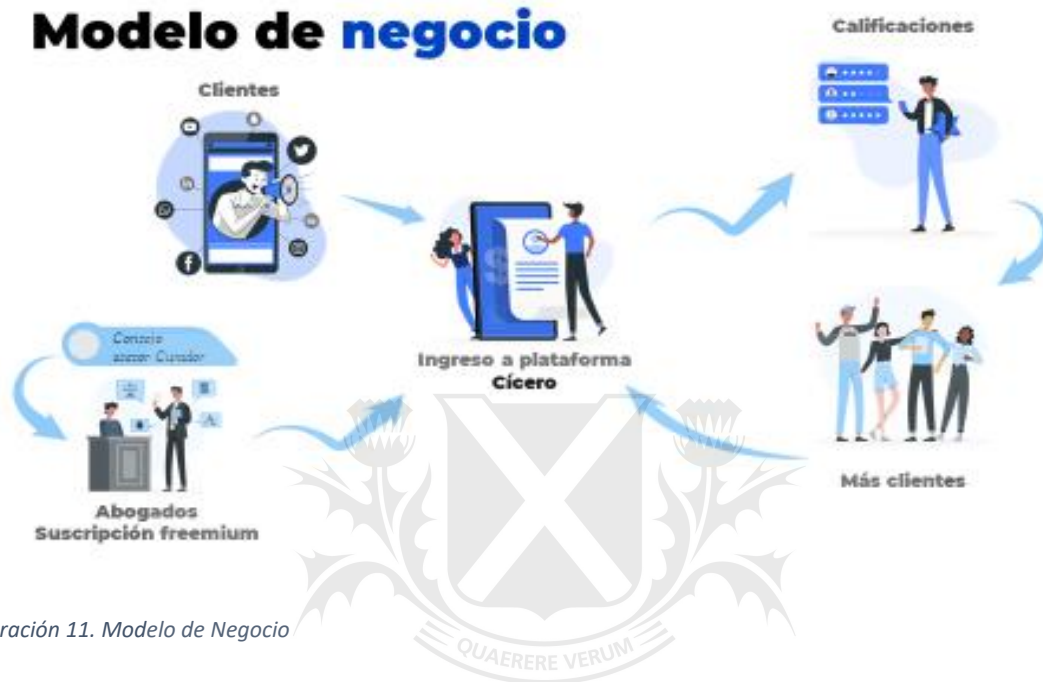 Modelo de negocio
Calificaciones
Clientes
Consejo
asesor Curador
Ingreso a plataforma
Cícero
Abogados
Suscripción freemium
Más clientes
ración 11. Modelo de Negocio
QUAERERE VERUM